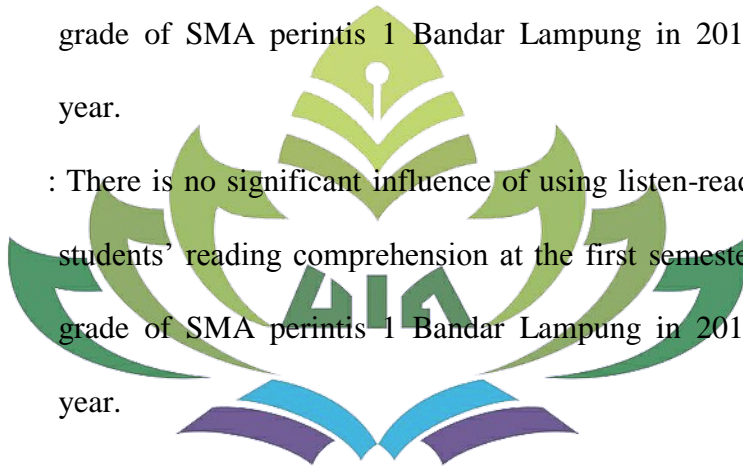 grade of SMA perintis 1 Bandar Lampung in 201
year.
: There is no significant influence of using listen-read
students’ reading comprehension at the first semeste
grade of SMA perintis 1 Bandar Lampung in 201
year.
UIN